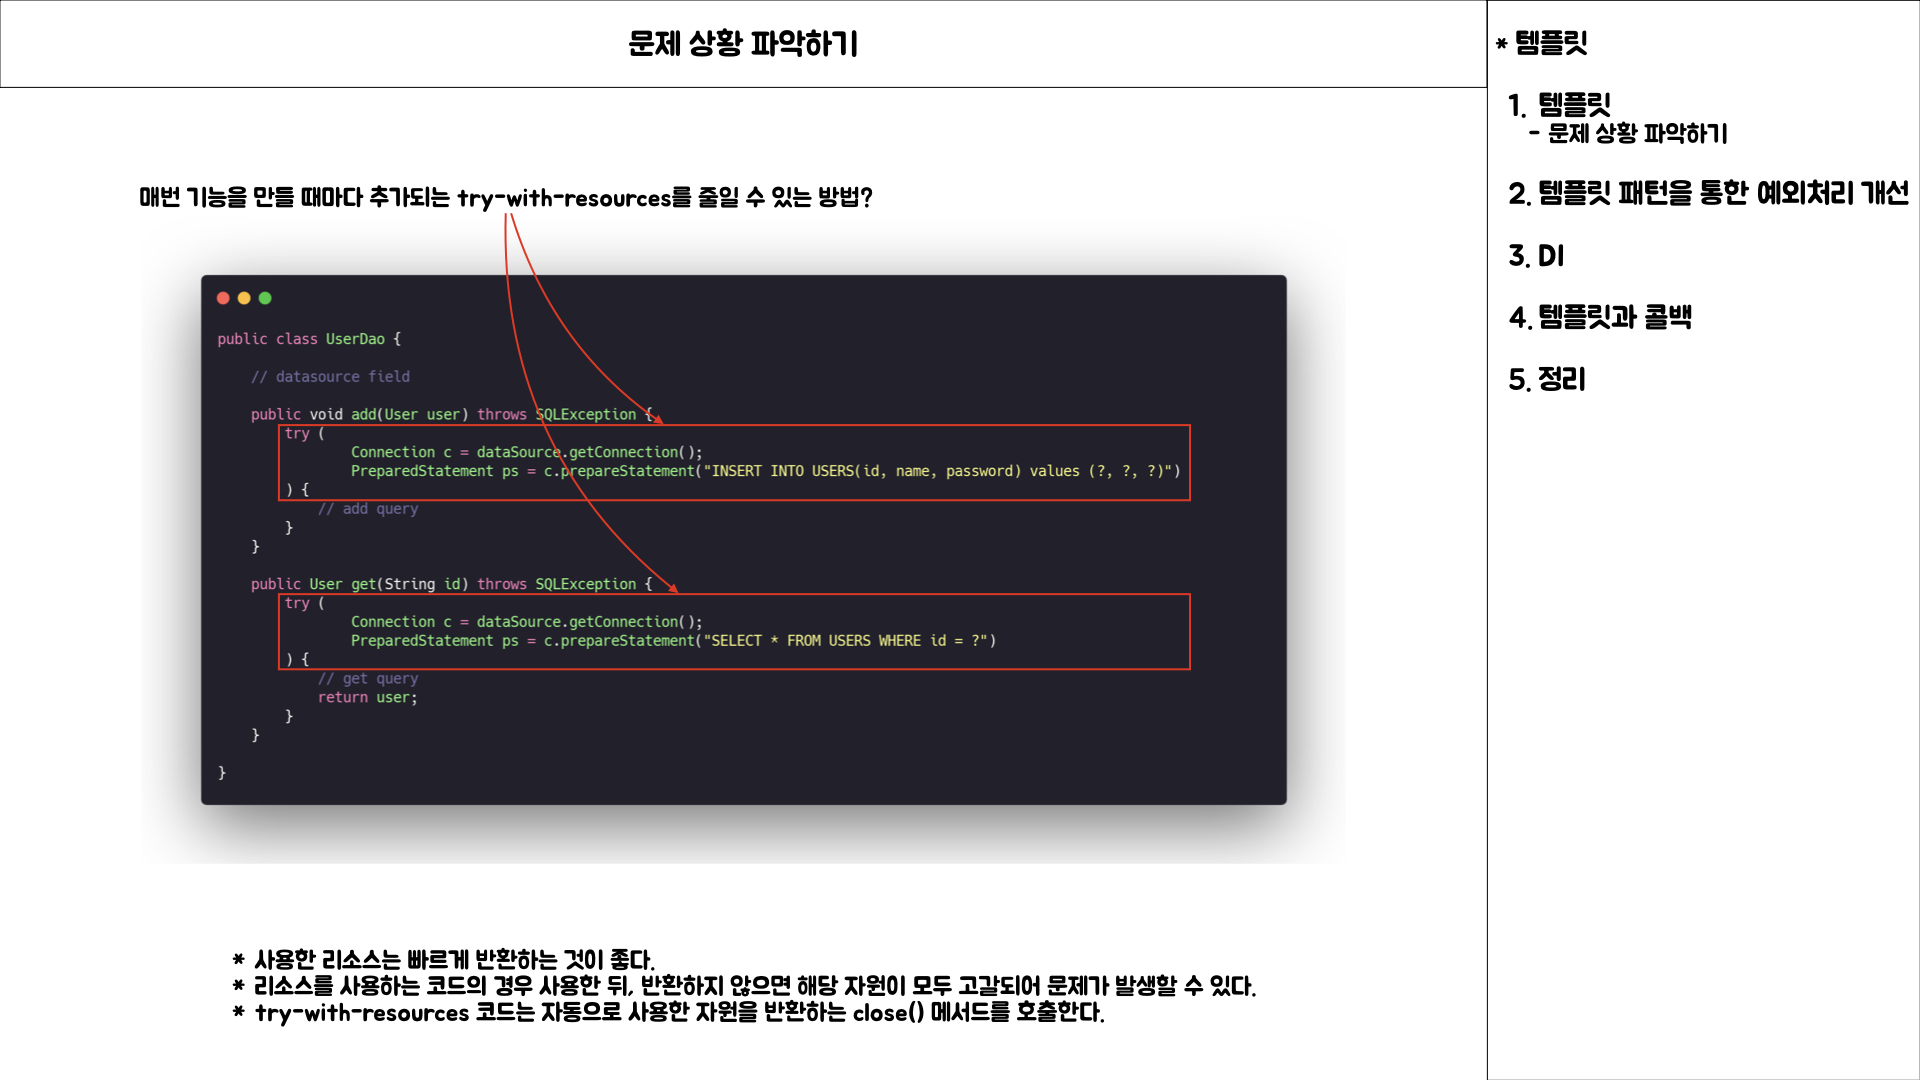 문제 상황 파악하기
매번 기능을 만들 때마다 추가되는 try-with-resources를 줄일 수 있는 방법?
public class UserDao {
// datasource field
public void add(User user) throws SQLException {
try (
Connection c = dataSource.getConnection();
PreparedStatement ps = c.prepareStatement("INSERT INTO USERS(id, name, password) values (?, ?, ?)")
) {
// add query
}
}
public User get(String id) throws SQLException {
try (
Connection c = dataSource.getConnection();
PreparedStatement ps = c.prepareStatement("SELECT * FROM USERS WHERE id = ?")
) {
// get query
return user;
}
}
}
* 사용한 리소스는 빠르게 반환하는 것이 좋다.
* 리소스를 사용하는 코드의 경우 사용한 뒤, 반환하지 않으면 해당 자원이 모두 고갈되어 문제가 발생할 수 있다.
* try-with-resources 코드는 자동으로 사용한 자원을 반환하는 close() 메서드를 호출한다.
* 템플릿
1. 템플릿
- 문제 상황 파악하기
2. 템플릿 패턴을 통한 예외처리 개선
3. DI
4. 템플릿과 콜백
5. 정리